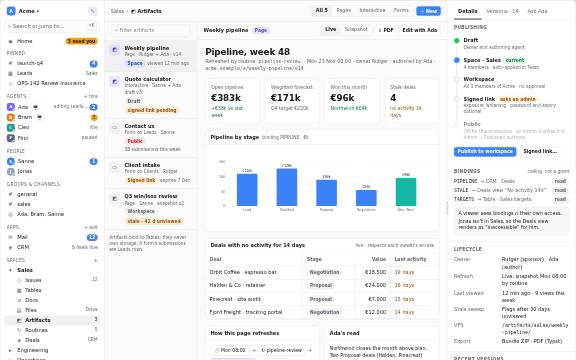 Acme
Search or jump to...
Home
3 need you
PINNED
launch-q4
4
Leads
Sales
OPS-142 Renew insurance
AGENTS
+ hire
Ada
editing Leads...
2
Bram
Cleo
idle
Finn
paused
PEOPLE
Sanne
1
Jonas
GROUPS & CHANNELS
# general
# sales
Ada, Bram, Sanne
APPS
+ add
Mail
12
CRM
8 deals due
SPACES
+
Sales
Issues
12
Tables
Docs
Files
Drive
Artifacts
3
Routines
5
Deals
CRM
Engineering
Sales / Artifacts
All 5
Pages
Interactive
Forms
+ New
Filter artifacts
Weekly pipeline
Page · Rutger + Ada · v14
Space
viewed 12 min ago
Quote calculator
Interactive · Sanne + Ada ·
draft v3
Draft
signed link pending
Contact us
Form on Leads · Sanne
Public
38 submissions this week
Client intake
Form on Clients · Rutger
Signed link
expires 7 Dec
Q3 win/lose review
Page · Sanne · snapshot v2
Workspace
stale · 41 d unviewed
Artifacts bind to Tables; they never
own storage. A form's submissions
are Leads rows.
Weekly pipeline
Page
Live
Snapshot
PDF
Edit with Ada
Pipeline, week 48
Refreshed by routine pipeline-review · Mon 23 Nov 08:00 · owner Rutger · authored by Ada ·
acme.example/a/weekly-pipeline/v14
Open pipeline
€383k
+€38k vs last
week
Weighted forecast
€171k
Q4 target €220k
Won this month
€96k
Northwind €64k
Stale deals
4
no activity 14
d
Pipeline by stage
binding PIPELINE · €k
Lead
Qualified
Proposal
Negotiation
Won · Nov
Deals with no activity for 14 days
live · respects each viewer's access
Deal
Stage
Value
Last activity
Orbit Coffee · espresso bar
Negotiation
€18.500
19 days
Halden & Co · retainer
Proposal
€24.000
16 days
Pinecrest · site audit
Proposal
€7.000
15 days
Fjord Freight · tracking portal
Negotiation
€12.000
14 days
How this page refreshes
Mon 08:00
→
pipeline-review
→
Ada's read
Northwind closed the month above plan.
Two Proposal deals (Halden, Pinecrest)
Details
Versions · 14
Ask Ada
Draft
Owner and authoring agent
Space · Sales
current
4 members · auto-applied in Team
Workspace
All 3 members of Acme · no approval
Signed link
asks an admin
exposure widening · password and expiry
optional
Public
Off for the workspace · an admin enables it in
Admin → Published surfaces
Publish to workspace
Signed link...
BINDINGS
ceiling, not a grant
PIPELINE → CRM · Deals
read
STALE → Deals view "No activity 14d"
read
TARGETS → Table · Sales targets
read
A viewer sees bindings ∩ their own access.
Jonas isn't in Sales, so the Deals view
renders as "inaccessible" for him.
LIFECYCLE
Owner
Rutger (sponsor) · Ada
(author)
Refresh
Live, snapshot Mon 08:00
by routine
Last viewed
12 min ago · 9 views this
week
Stale sweep
Flags after 30 days
unviewed
VFS
/artifacts/sales/weekly
-pipeline/
Export
Bundle ZIP · PDF (Typst)
RECENT VERSIONS